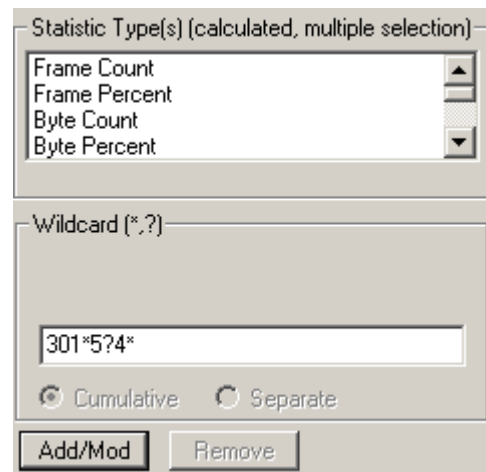 Statistic Type(s) (calculated, multiple selection)
Frame Count
Frame Percent
Byte Count
Byte Percent
Wildcard (*,?)
301*5?4*
Cumulative Separate
Add/Mod Remove